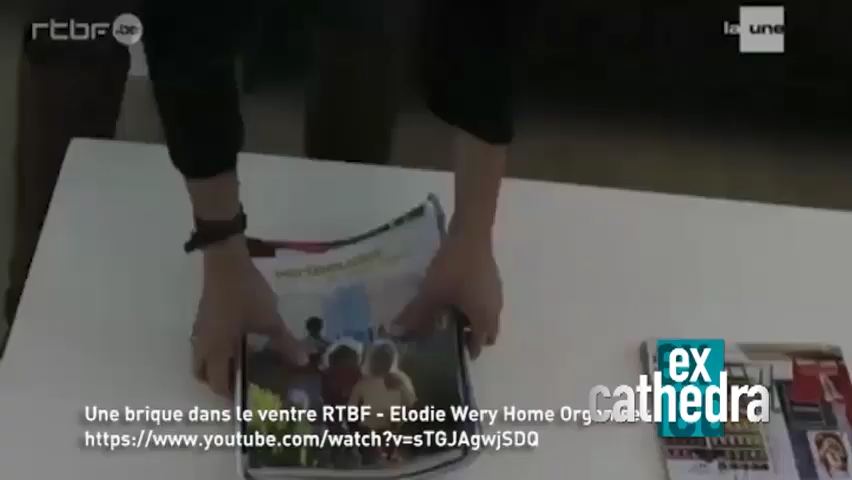 rtbf.be
la une
Une brique dans le ventre RTBF - Elodie Wery Home Organizer
https://www.youtube.com/watch?v=sTGJAgwjSDQ
ex
cathedra